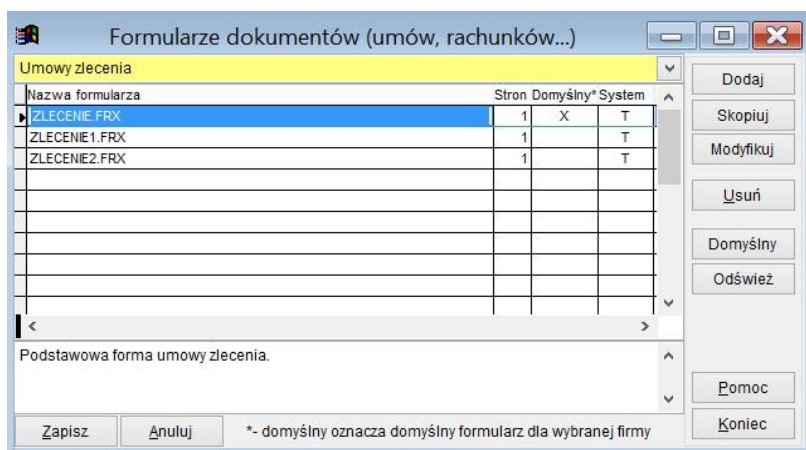 Formularze dokumentów (umów, rachunków...)
Umowy zlecenia
Nazwa formularza Stron Domyślny* System
ZLECENIE.FRX 1 X T
ZLECENIE1.FRX 1 T
ZLECENIE2.FRX 1 T
Podstawowa forma umowy zlecenia.
Zapisz Anuluj *- domyślny oznacza domyślny formularz dla wybranej firmy
Dodaj
Skopiuj
Modyfikuj
Usuń
Domyślny
Odśwież
Pomoc
Koniec